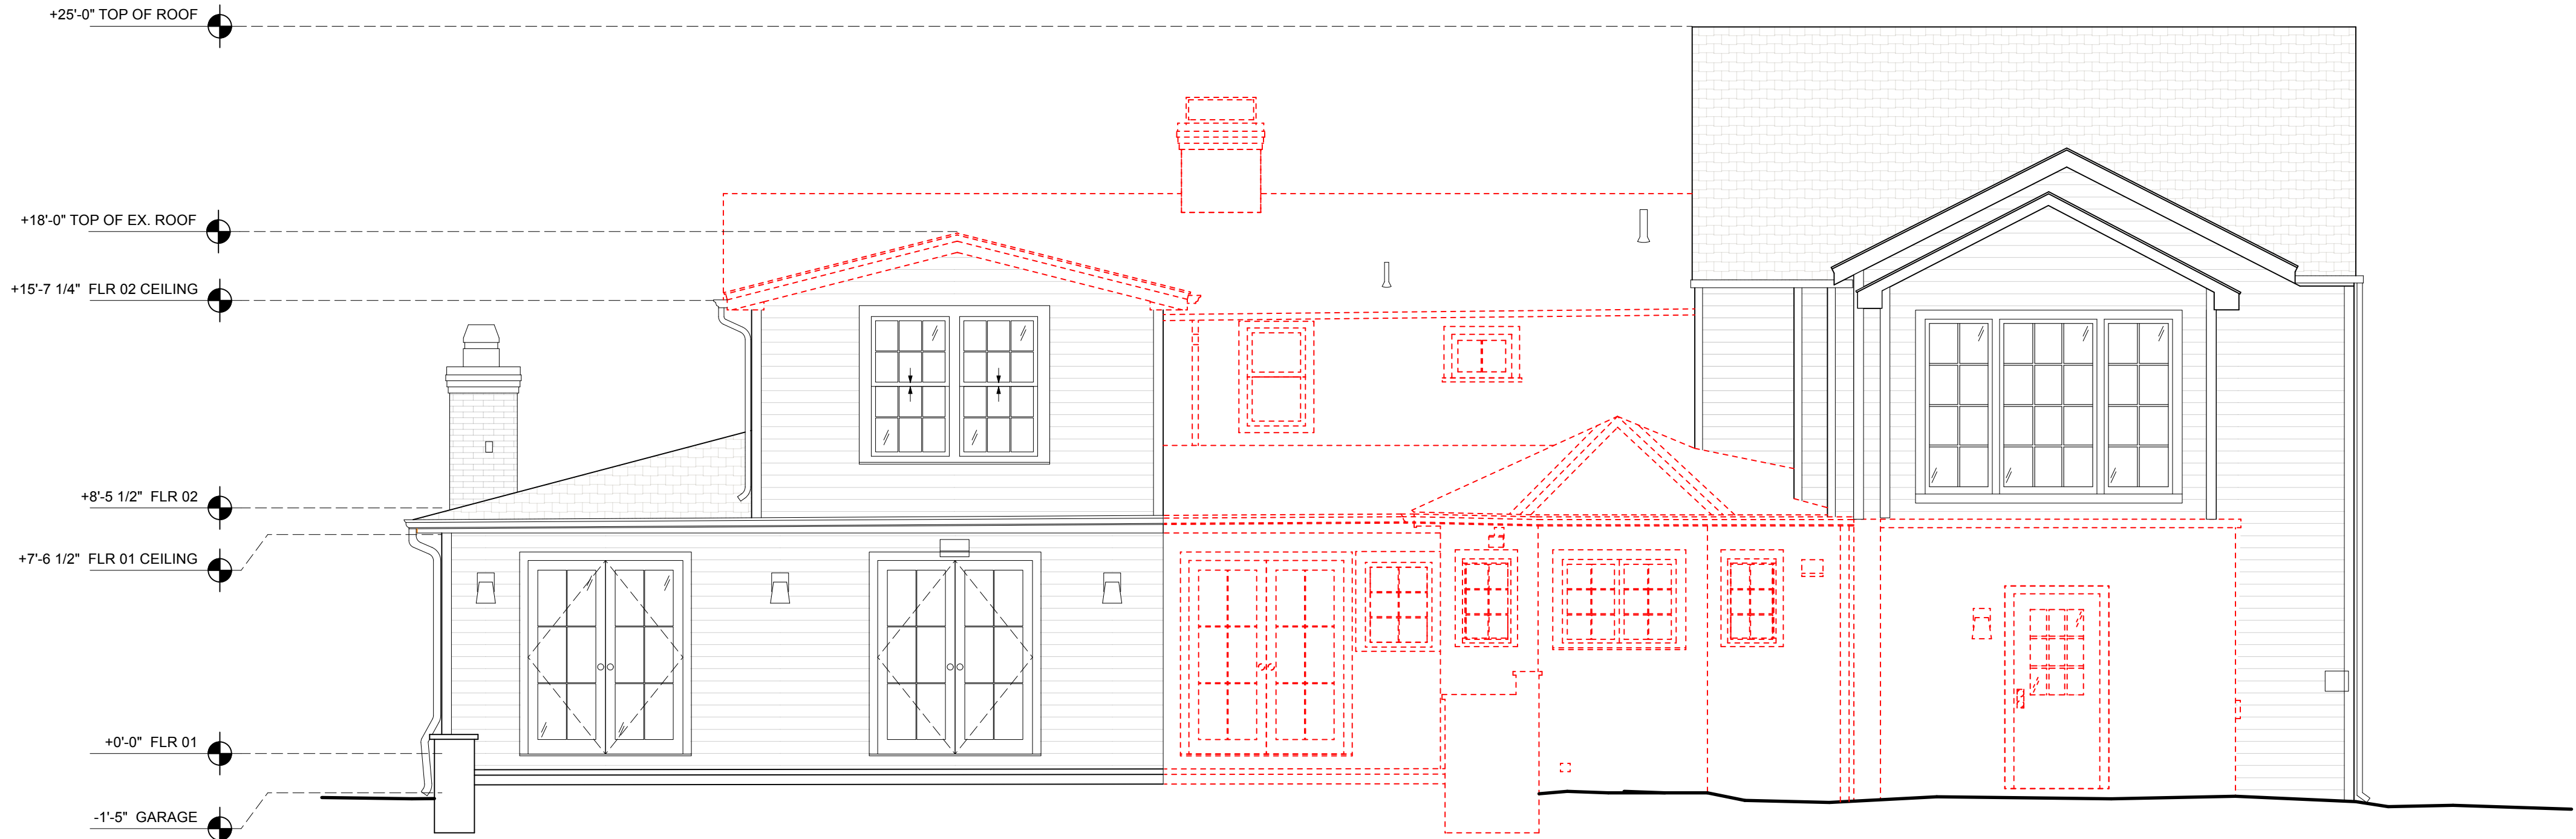 +25'-0" TOP OF ROOF
+18'-0" TOP OF EX. ROOF
+15'-7 1/4" FLR 02 CEILING
+8'-5 1/2" FLR 02
+7'-6 1/2" FLR 01 CEILING
+0'-0" FLR 01
-1'-5" GARAGE